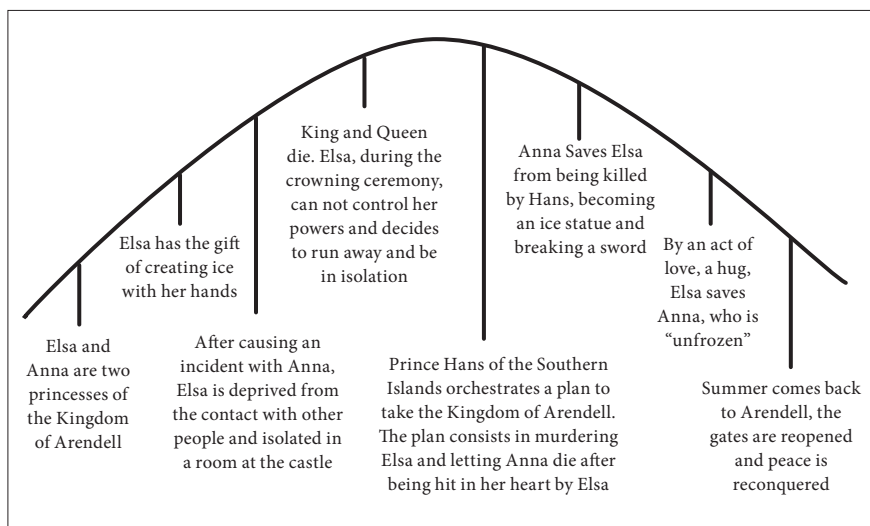 Elsa and
Anna are two
princesses of
the Kingdom
of Arendell
Elsa has the gift
of creating ice
with her hands
After causing an
incident with Anna,
Elsa is deprived from
the contact with other
people and isolated in
a room at the castle
King and Queen
die. Elsa, during the
crowning ceremony,
can not control her
powers and decides
to run away and be
in isolation
Prince Hans of the Southern
Islands orchestrates a plan to
take the Kingdom of Arendell.
The plan consists in murdering
Elsa and letting Anna die after
being hit in her heart by Elsa
Anna Saves Elsa
from being killed
by Hans, becoming
an ice statue and
breaking a sword
By an act of
love, a hug,
Elsa saves
Anna, who is
“unfrozen”
Summer comes back
to Arendell, the
gates are reopened
and peace is
reconquered